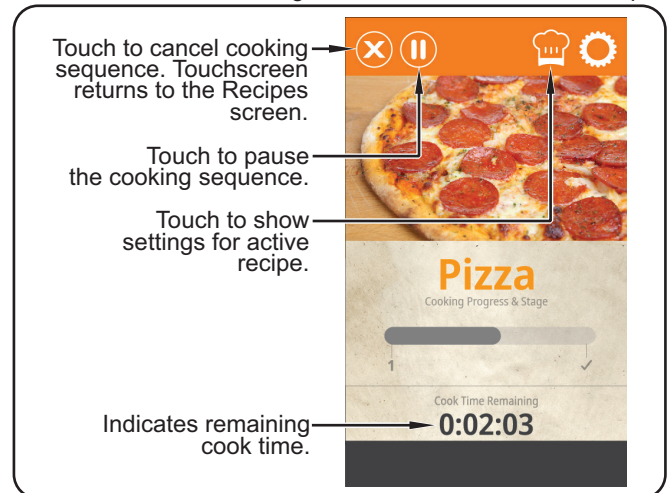 Touch to cancel cooking
sequence. Touchscreen
returns to the Recipes
screen.
Touch to pause
the cooking sequence.
Touch to show
settings for active
recipe.
Pizza
Cooking Progress & Stage
1
Cook Time Remaining
Indicates remaining
cook time.
0:02:03